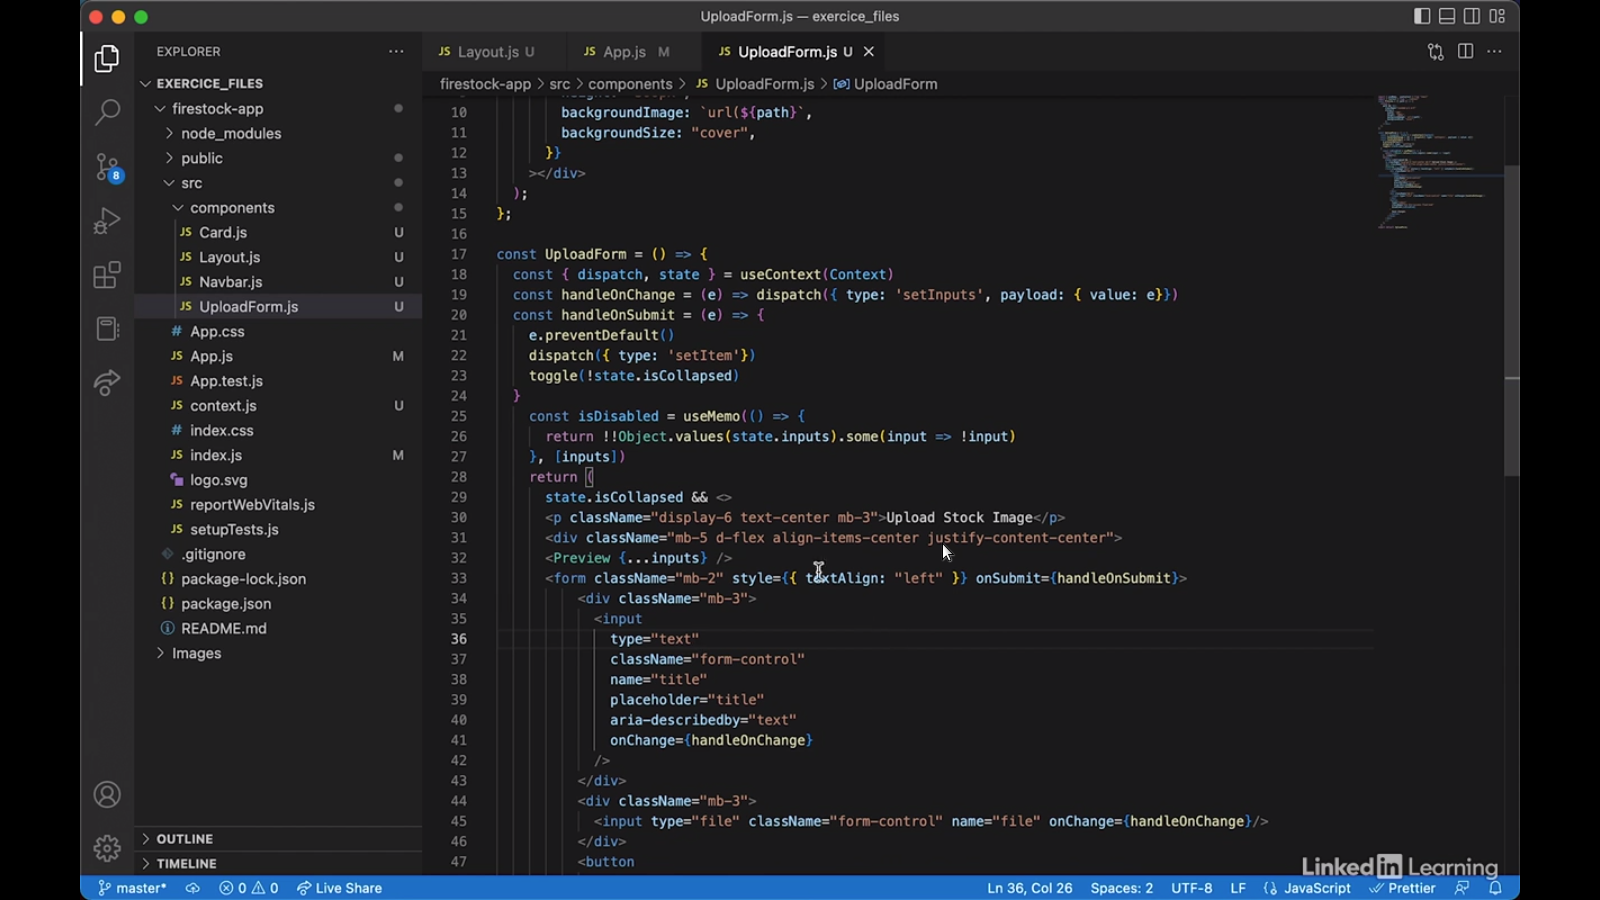 UploadForm.js — exercice_files
EXPLORER
EXERCICE_FILES
firestock-app
node_modules
public
src
components
JS Card.js U
JS Layout.js U
JS Navbar.js U
JS UploadForm.js U
# App.css
JS App.js M
JS App.test.js
JS context.js U
# index.css
JS index.js M
logo.svg
JS reportWebVitals.js
JS setupTests.js
.gitignore
{} package-lock.json
{} package.json
README.md
Images
OUTLINE
TIMELINE
8
JS Layout.js U
JS App.js M
JS UploadForm.js U
firestock-app > src > components > JS UploadForm.js > UploadForm
10 backgroundImage: `url(${path}`,
11 backgroundSize: "cover",
12 }}
13 ></div>
14 );
15 };
16
17 const UploadForm = () => {
18 const { dispatch, state } = useContext(Context)
19 const handleOnChange = (e) => dispatch({ type: 'setInputs', payload: { value: e}})
20 const handleOnSubmit = (e) => {
21 e.preventDefault()
22 dispatch({ type: 'setItem'})
23 toggle(!state.isCollapsed)
24 }
25 const isDisabled = useMemo(() => {
26 return !!Object.values(state.inputs).some(input => !input)
27 }, [inputs])
28 return (
29 state.isCollapsed && <>
30 <p className="display-6 text-center mb-3">Upload Stock Image</p>
31 <div className="mb-5 d-flex align-items-center justify-content-center">
32 <Preview {...inputs} />
33 <form className="mb-2" style={{ textAlign: "left" }} onSubmit={handleOnSubmit}>
34 <div className="mb-3">
35 <input
36 type="text"
37 className="form-control"
38 name="title"
39 placeholder="title"
40 aria-describedby="text"
41 onChange={handleOnChange}
42 />
43 </div>
44 <div className="mb-3">
45 <input type="file" className="form-control" name="file" onChange={handleOnChange}/>
46 </div>
47 <button
LinkedIn Learning
master* 0 0 Live Share Ln 36, Col 26 Spaces: 2 UTF-8 LF {} JavaScript Prettier